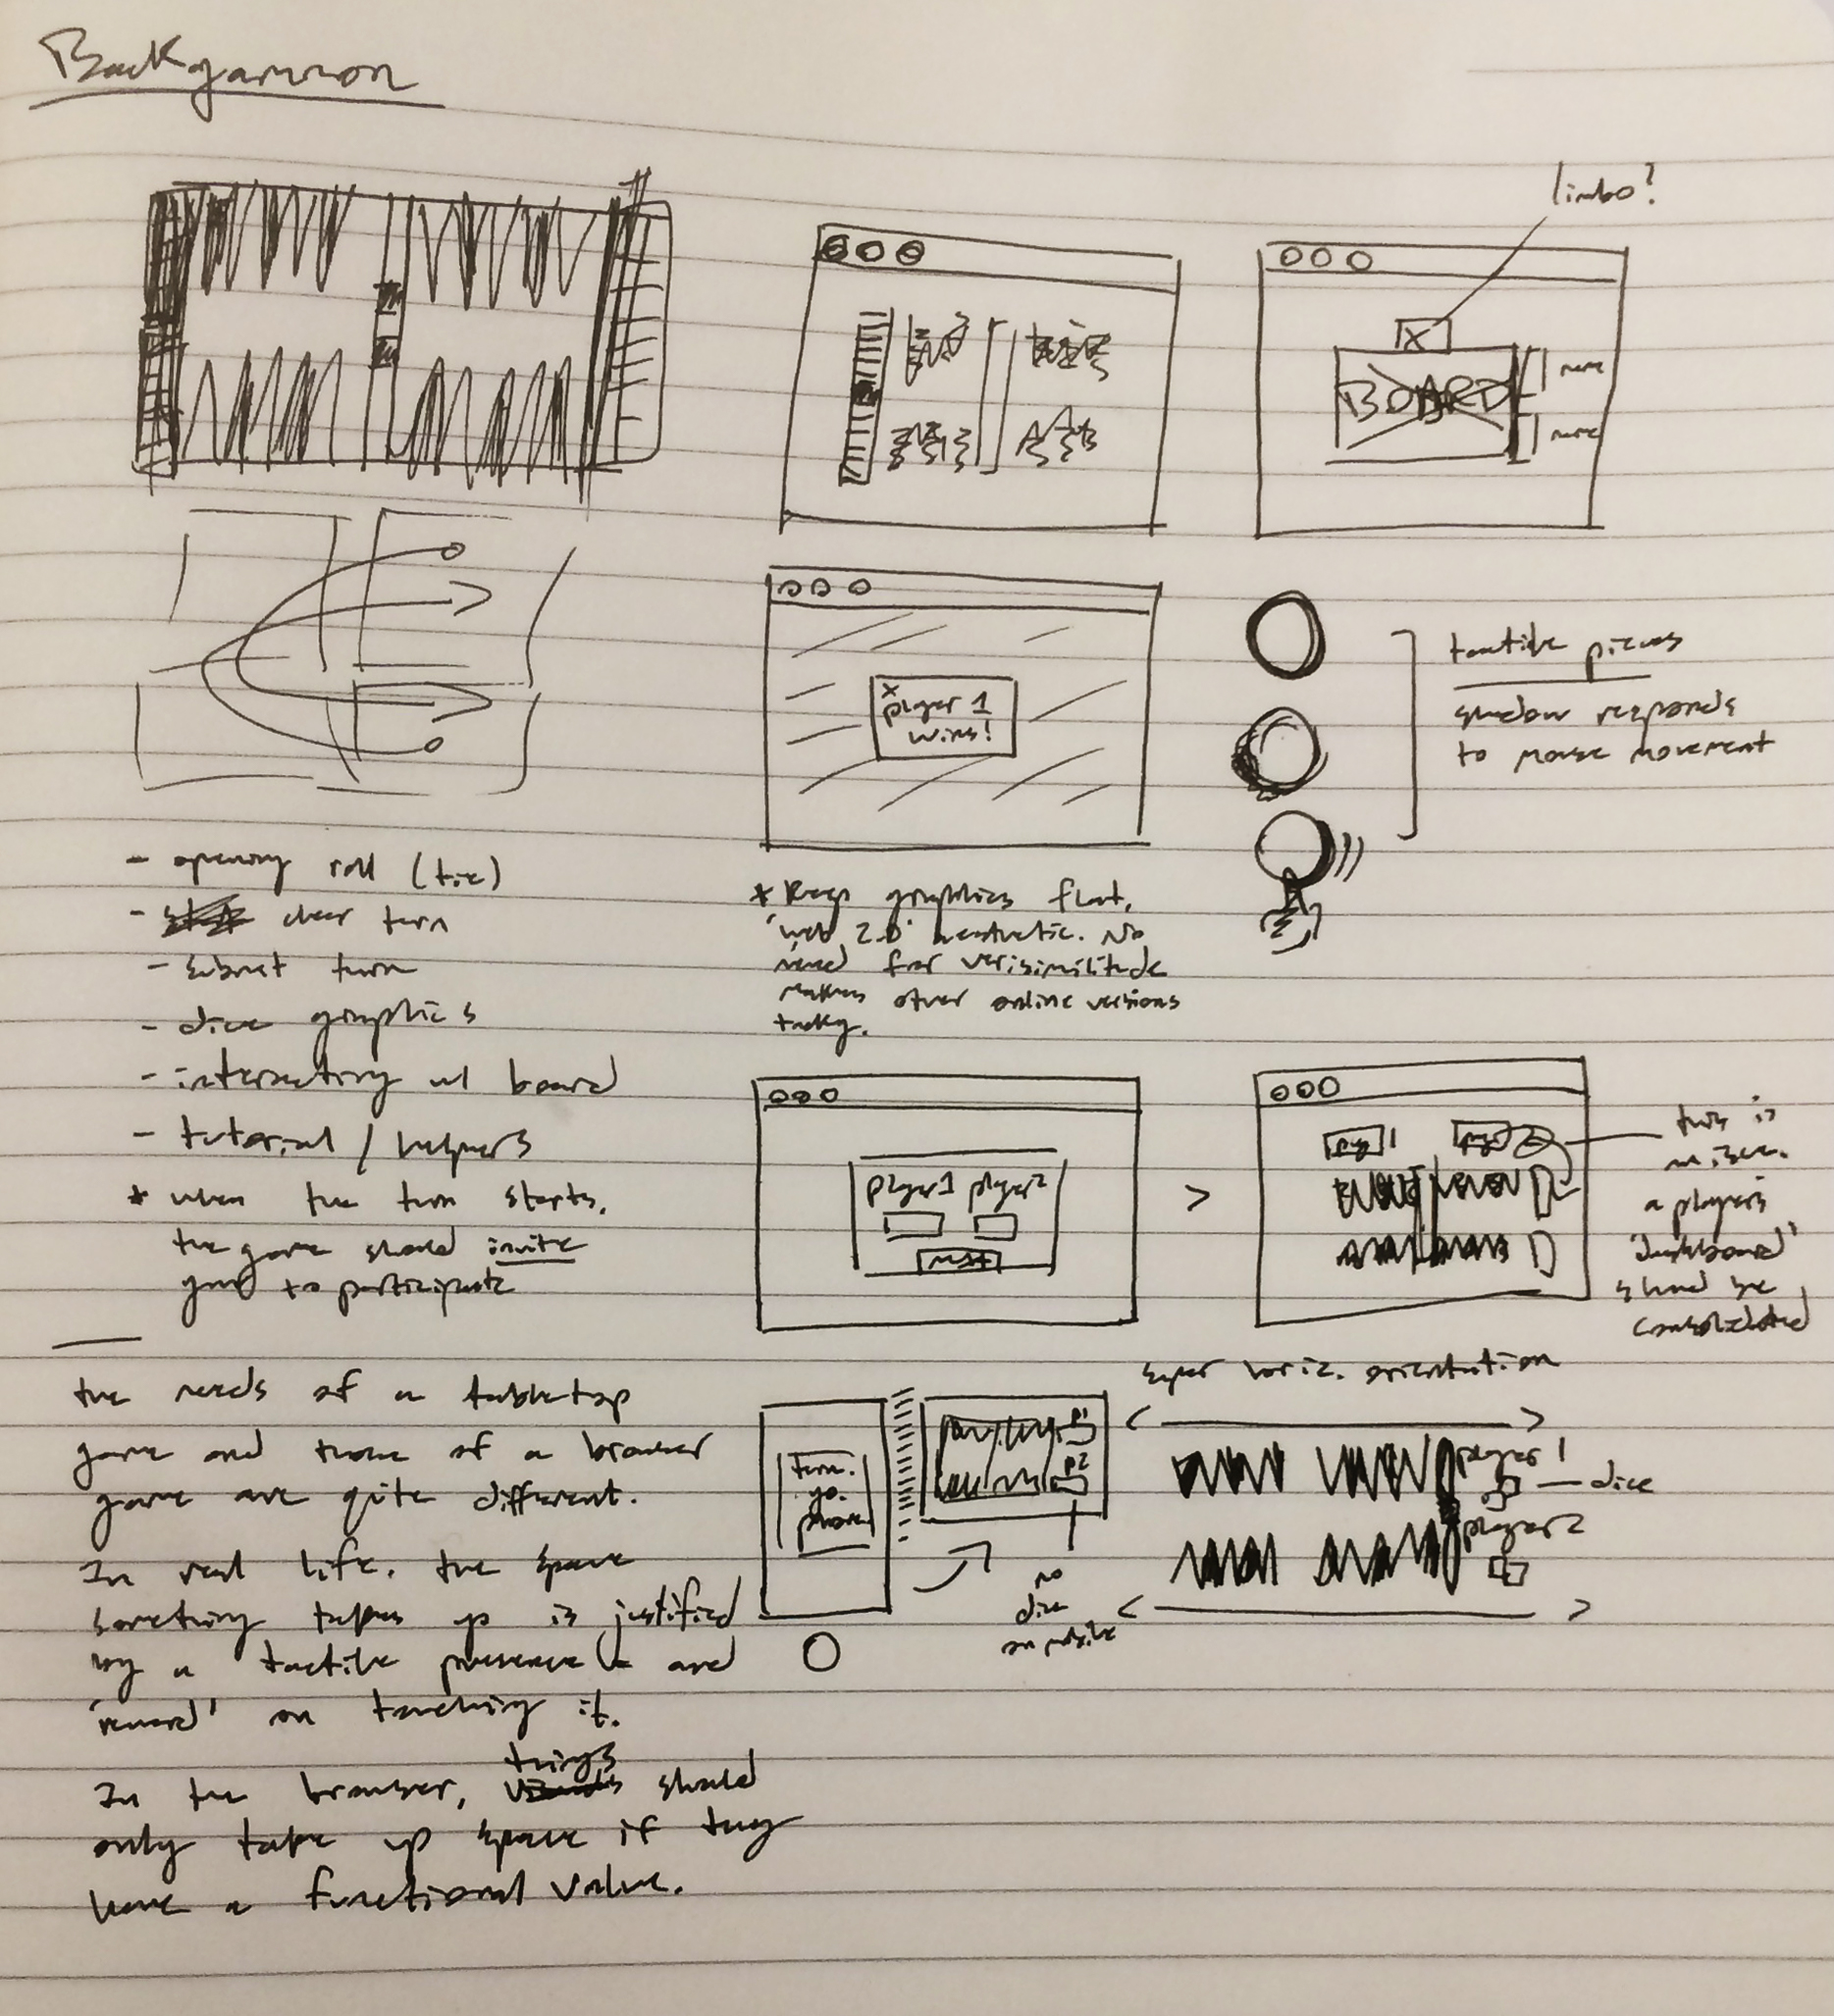 Backgammon
limbo?
X
BOARD
name
name
x
player 1
wins!
tactile pieces
shadow responds
to mouse movement
- opening roll (tie)
- clear turn
- submit turn
- dice graphics
- interacting w/ board
- tutorial / helpers
* when the turn starts,
the game should invite
you to participate
* Keep graphics flat,
'web 2.0' aesthetic. No
need for verisimilitude
makes other online versions
tacky.
player1 player2
next
>
1
2
this is
a players
'dashboard'
should be
consolidated
the needs of a tabletop
game and those of a browser
game are qite different.
In real life, the space
something takes up is justified
by a tactile presence and
'reward' on touching it.
In the browser, things should
only take up space if they
have a functional value.
turn
yo
phone
p1
p2
no
dice
on mobile
super horiz. orientation
player 1
dice
player 2